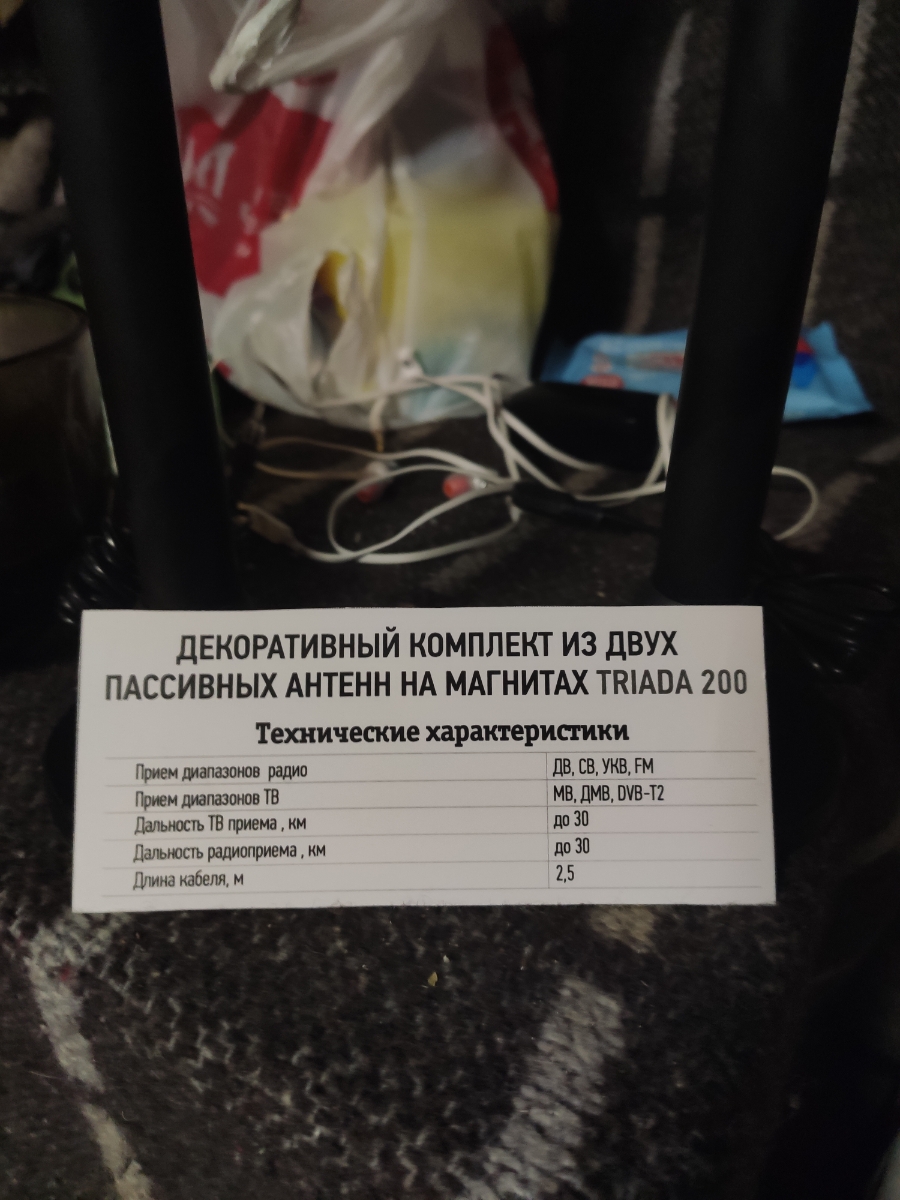 ДЕКОРАТИВНЫЙ КОМПЛЕКТ ИЗ ДВУХ
ПАССИВНЫХ АНТЕНН НА МАГНИТАХ TRIADA 200
Технические характеристики
Прием диапазонов радио ДВ, СВ, УКВ, FM
Прием диапазонов ТВ МВ, ДМВ, DVB-T2
Дальность ТВ приема , км до 30
Дальность радиоприема , км до 30
Длина кабеля, м 2,5